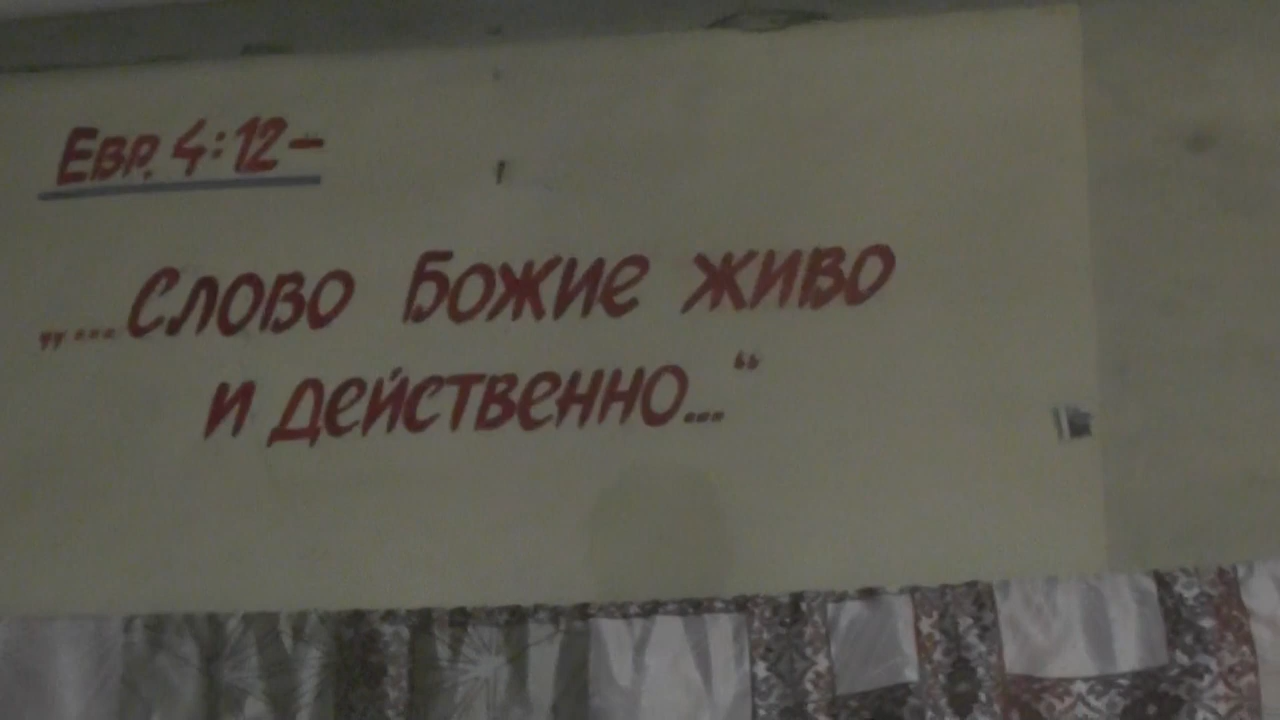 Евр. 4:12–
„...Слово Божие живо
и действенно...“